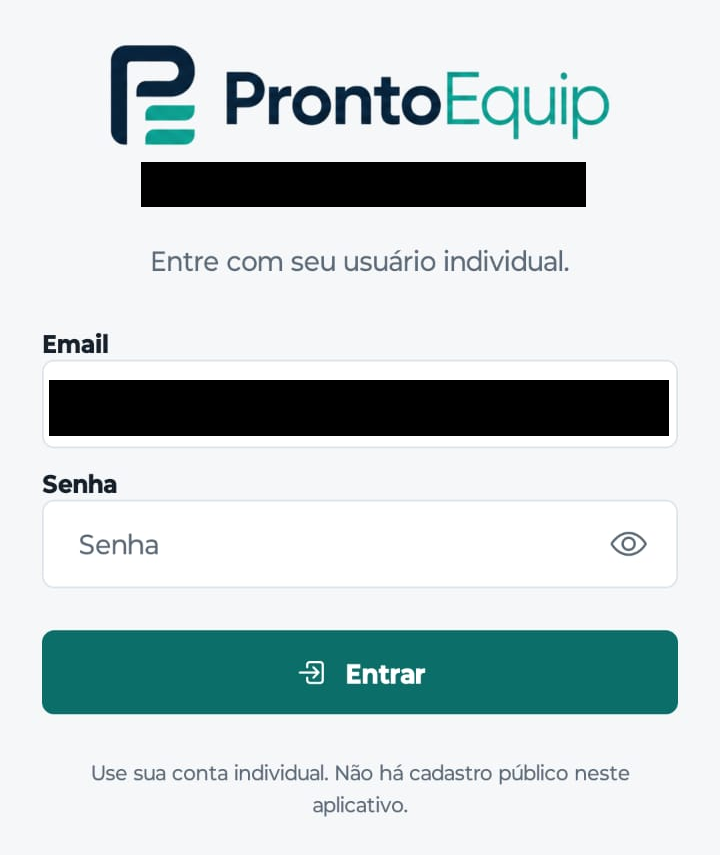 ProntoEquip
Entre com seu usuário individual.
Email
Senha
Senha
Entrar
Use sua conta individual. Não há cadastro público neste
aplicativo.